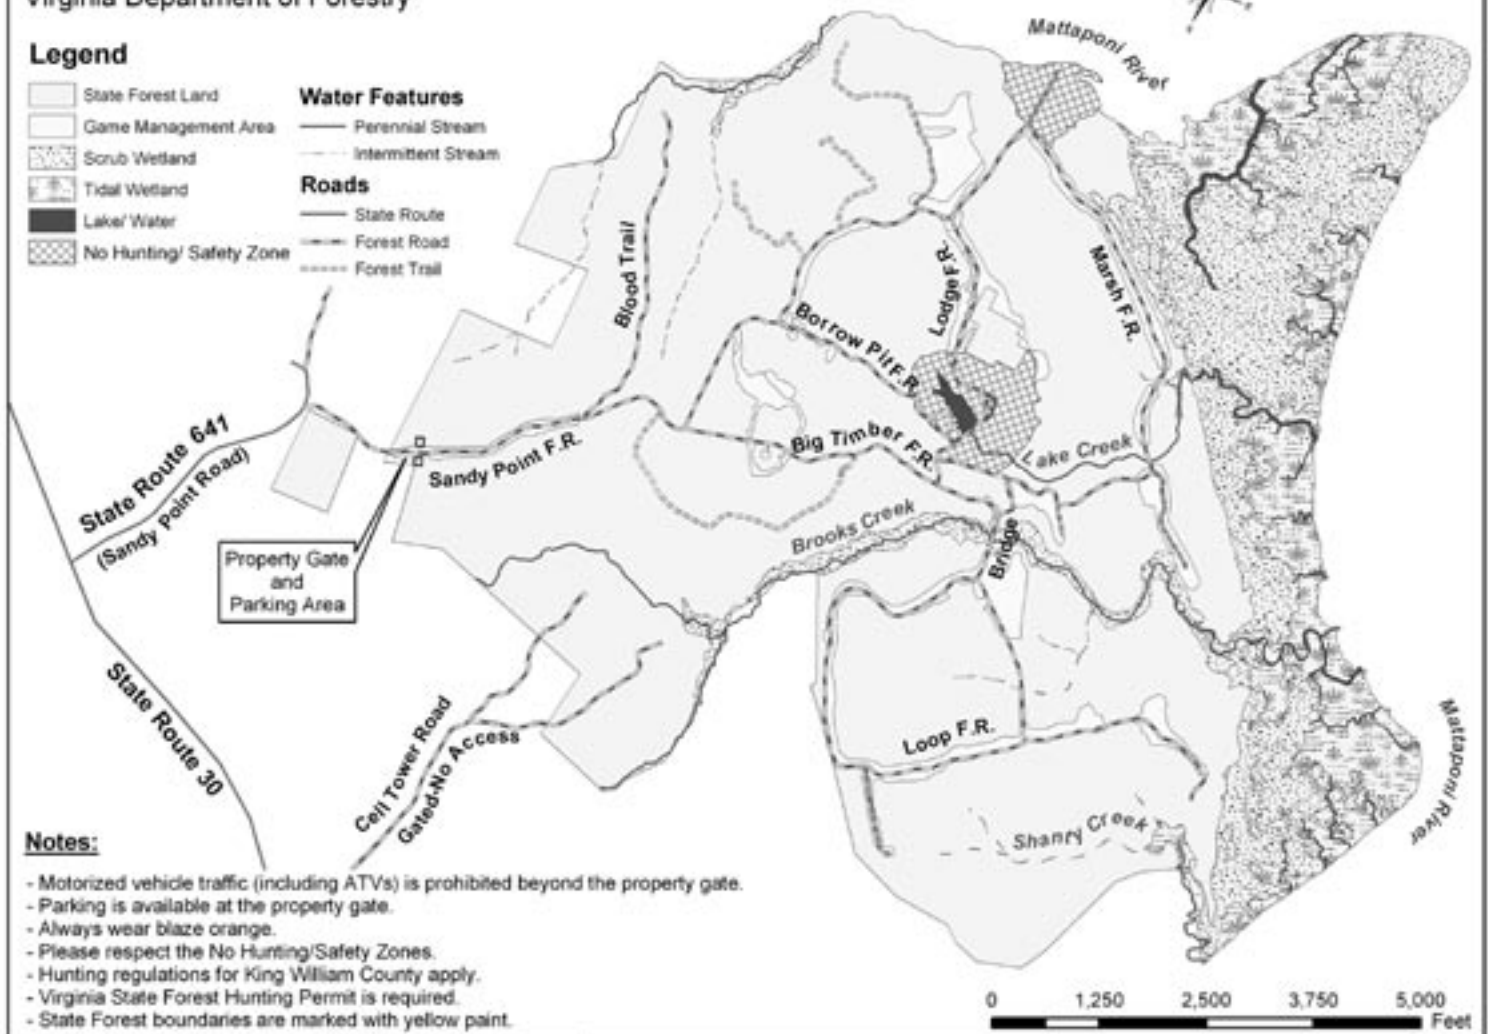 Virginia Department of Forestry
Legend
State Forest Land
Game Management Area
Scrub Wetland
Tidal Wetland
Lake/ Water
No Hunting/ Safety Zone
Water Features
Perennial Stream
Intermittent Stream
Roads
State Route
Forest Road
Forest Trail
Mattaponi River
Blood Trail
Lodge F.R.
Marsh F.R.
Borrow Pit F.R.
Big Timber F.R.
Lake Creek
State Route 641
(Sandy Point Road)
Sandy Point F.R.
Brooks Creek
Bridge
Property Gate
and
Parking Area
State Route 30
Cell Tower Road
Gated-No Access
Loop F.R.
Shanty Creek
Mattaponi River
Notes:
- Motorized vehicle traffic (including ATVs) is prohibited beyond the property gate.
- Parking is available at the property gate.
- Always wear blaze orange.
- Please respect the No Hunting/Safety Zones.
- Hunting regulations for King William County apply.
- Virginia State Forest Hunting Permit is required.
- State Forest boundaries are marked with yellow paint.
0 1,250 2,500 3,750 5,000
Feet